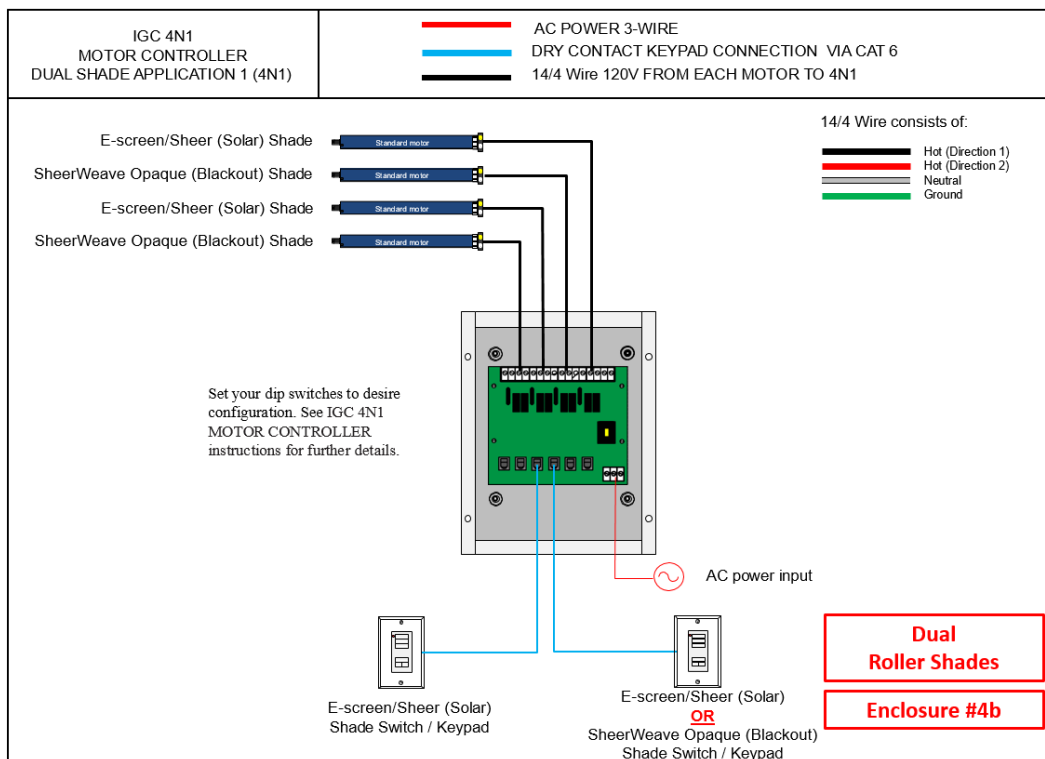 IGC 4N1
MOTOR CONTROLLER
DUAL SHADE APPLICATION 1 (4N1)
AC POWER 3-WIRE
DRY CONTACT KEYPAD CONNECTION VIA CAT 6
14/4 Wire 120V FROM EACH MOTOR TO 4N1
14/4 Wire consists of:
Hot (Direction 1)
Hot (Direction 2)
Neutral
Ground
E-screen/Sheer (Solar) Shade
Standard motor
SheerWeave Opaque (Blackout) Shade
Standard motor
E-screen/Sheer (Solar) Shade
Standard motor
SheerWeave Opaque (Blackout) Shade
Standard motor
Set your dip switches to desire
configuration. See IGC 4N1
MOTOR CONTROLLER
instructions for further details.
AC power input
E-screen/Sheer (Solar)
Shade Switch / Keypad
E-screen/Sheer (Solar)
OR
SheerWeave Opaque (Blackout)
Shade Switch / Keypad
Dual
Roller Shades
Enclosure #4b